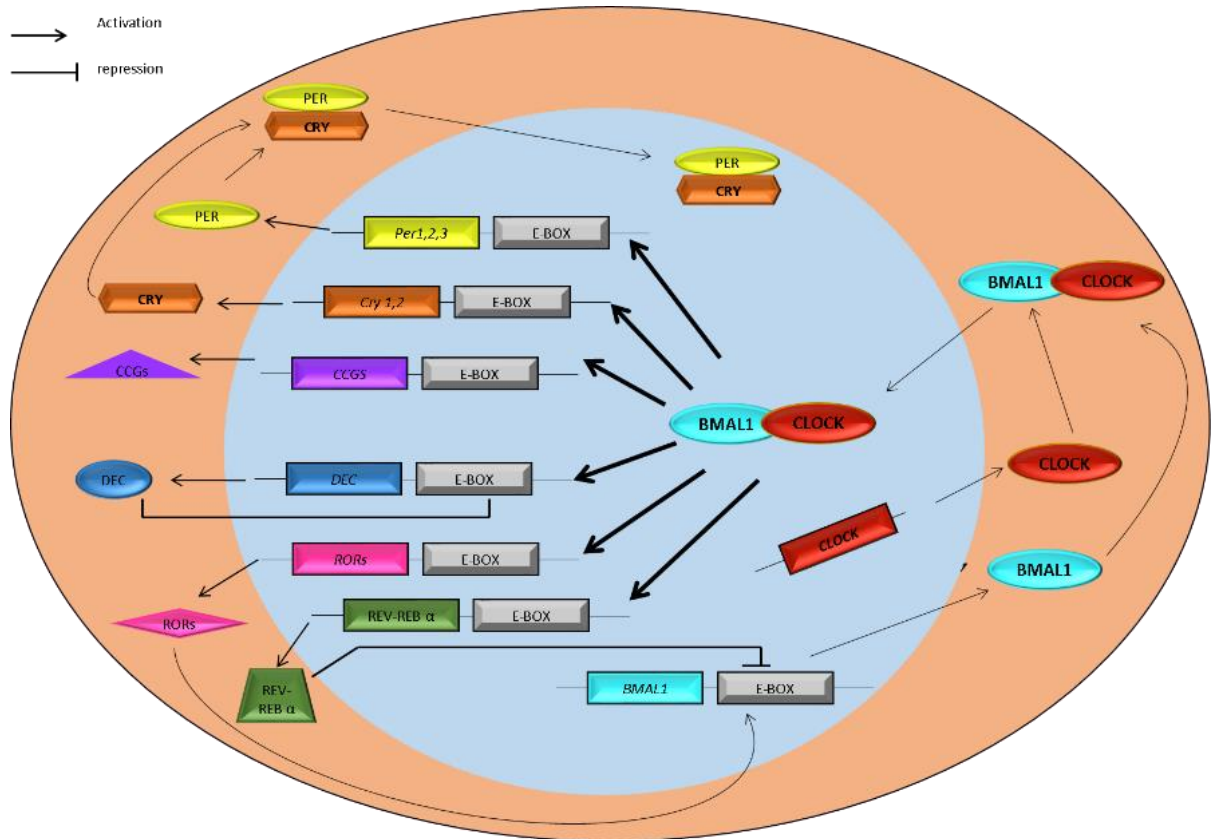 Activation
repression
PER
CRY
PER
CRY
PER
Per1,2,3
E-BOX
BMAL1
CLOCK
CRY
Cry 1,2
E-BOX
CCGs
CCGS
E-BOX
BMAL1
CLOCK
CLOCK
DEC
DEC
E-BOX
CLOCK
RORs
E-BOX
BMAL1
RORs
REV-REB α
E-BOX
REV-
REB α
BMAL1
E-BOX